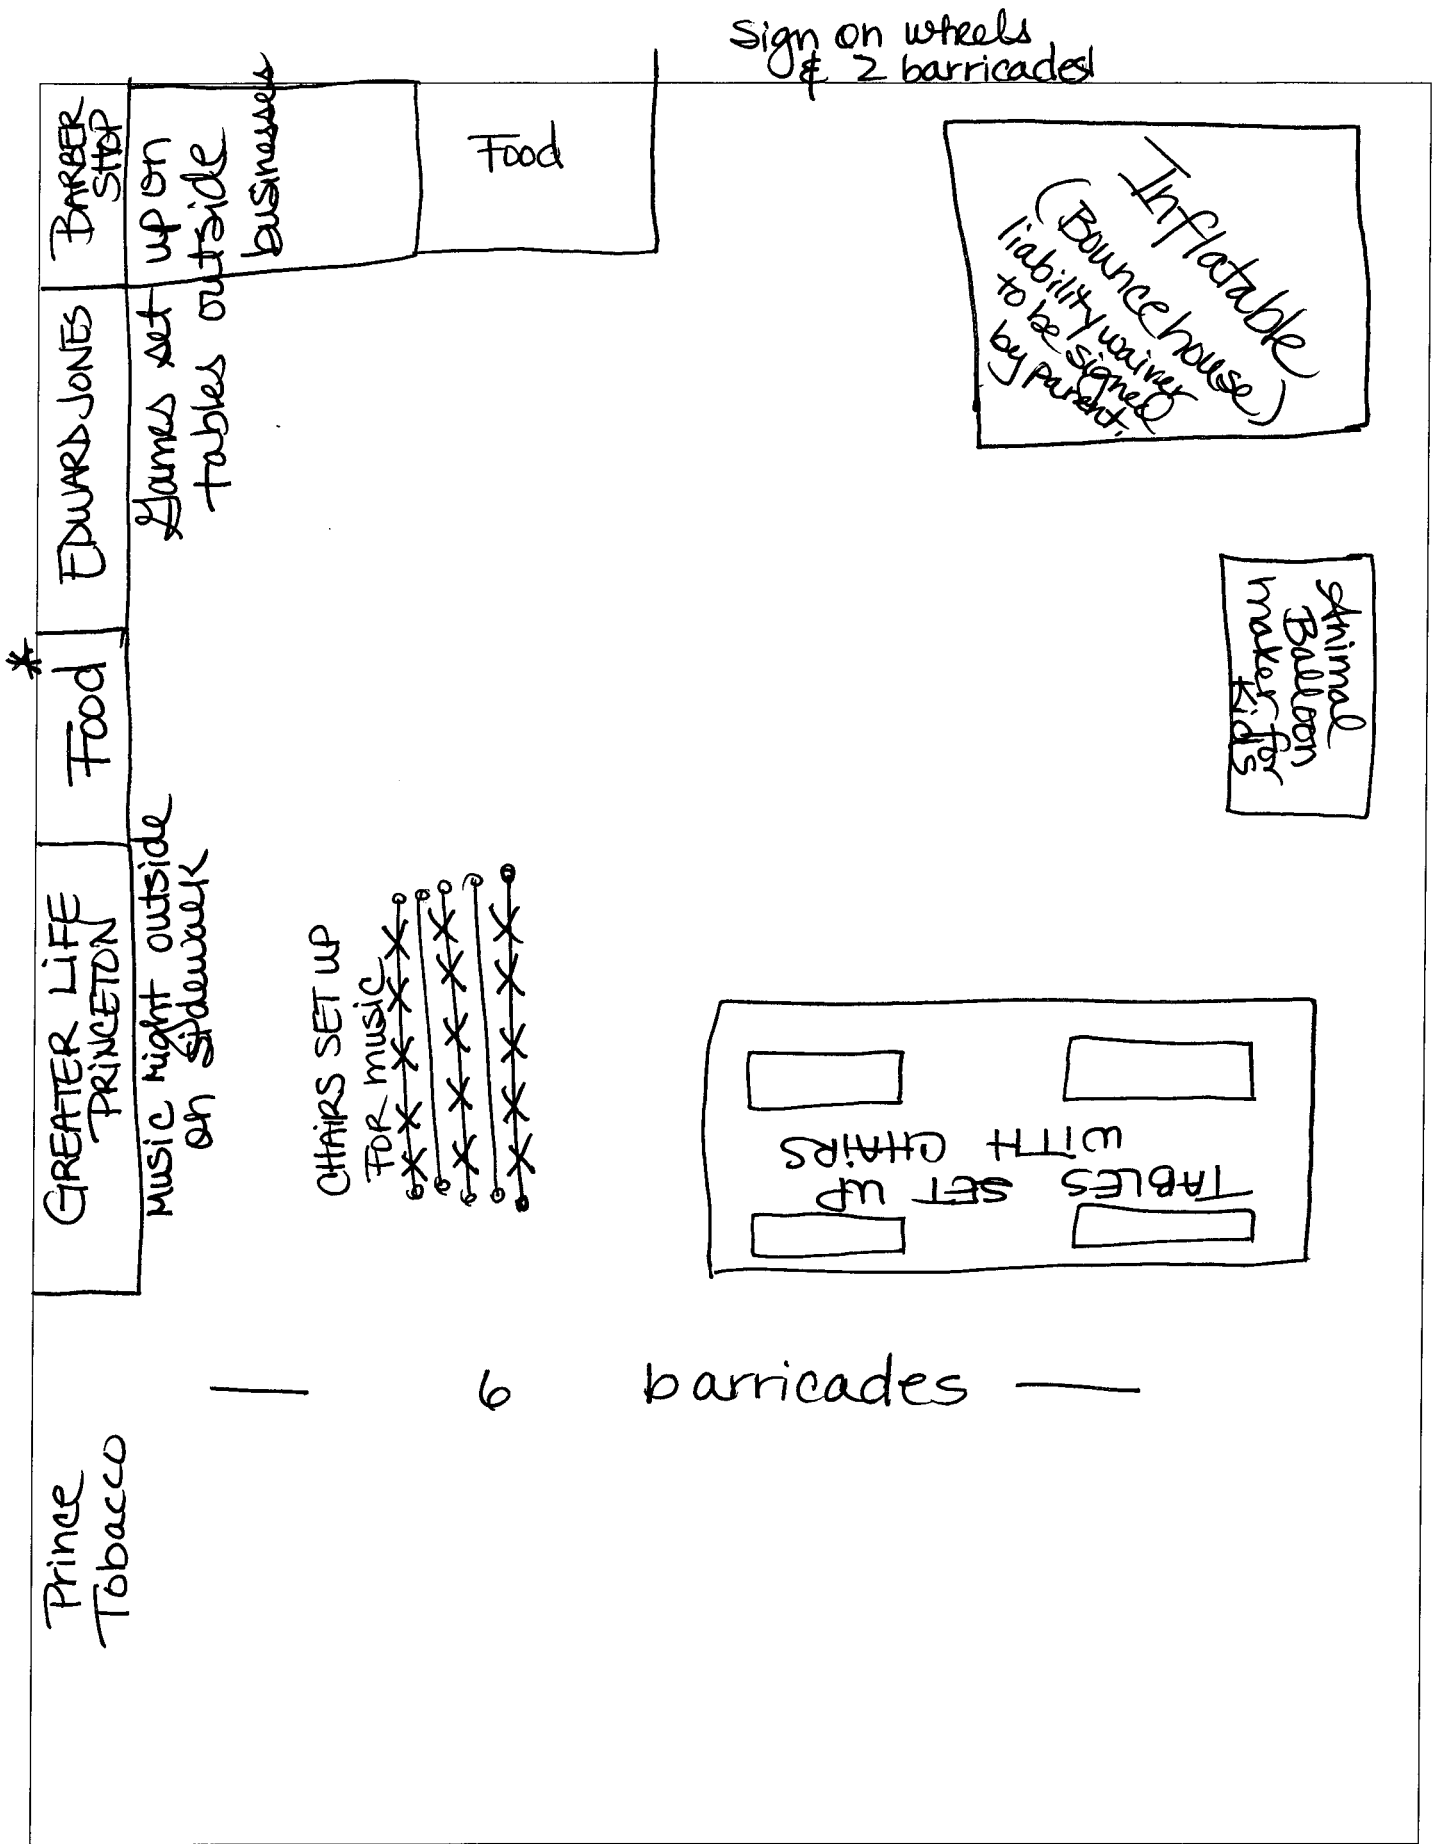 Sign on wheels
& 2 barricades
BARBER
SHOP
Games set up on
tables outside
businesses
Food
Inflatable
(Bounce house)
liability waiver
to be signed
by parent.
EDWARD JONES
*
Food
Animal
Balloon
maker for
Kids
GREATER LIFE
PRINCETON
Music might outside
on sidewalk
CHAIRS SET UP
FOR music
TABLES SET UP
WITH CHAIRS
6 barricades
Prince
Tobacco